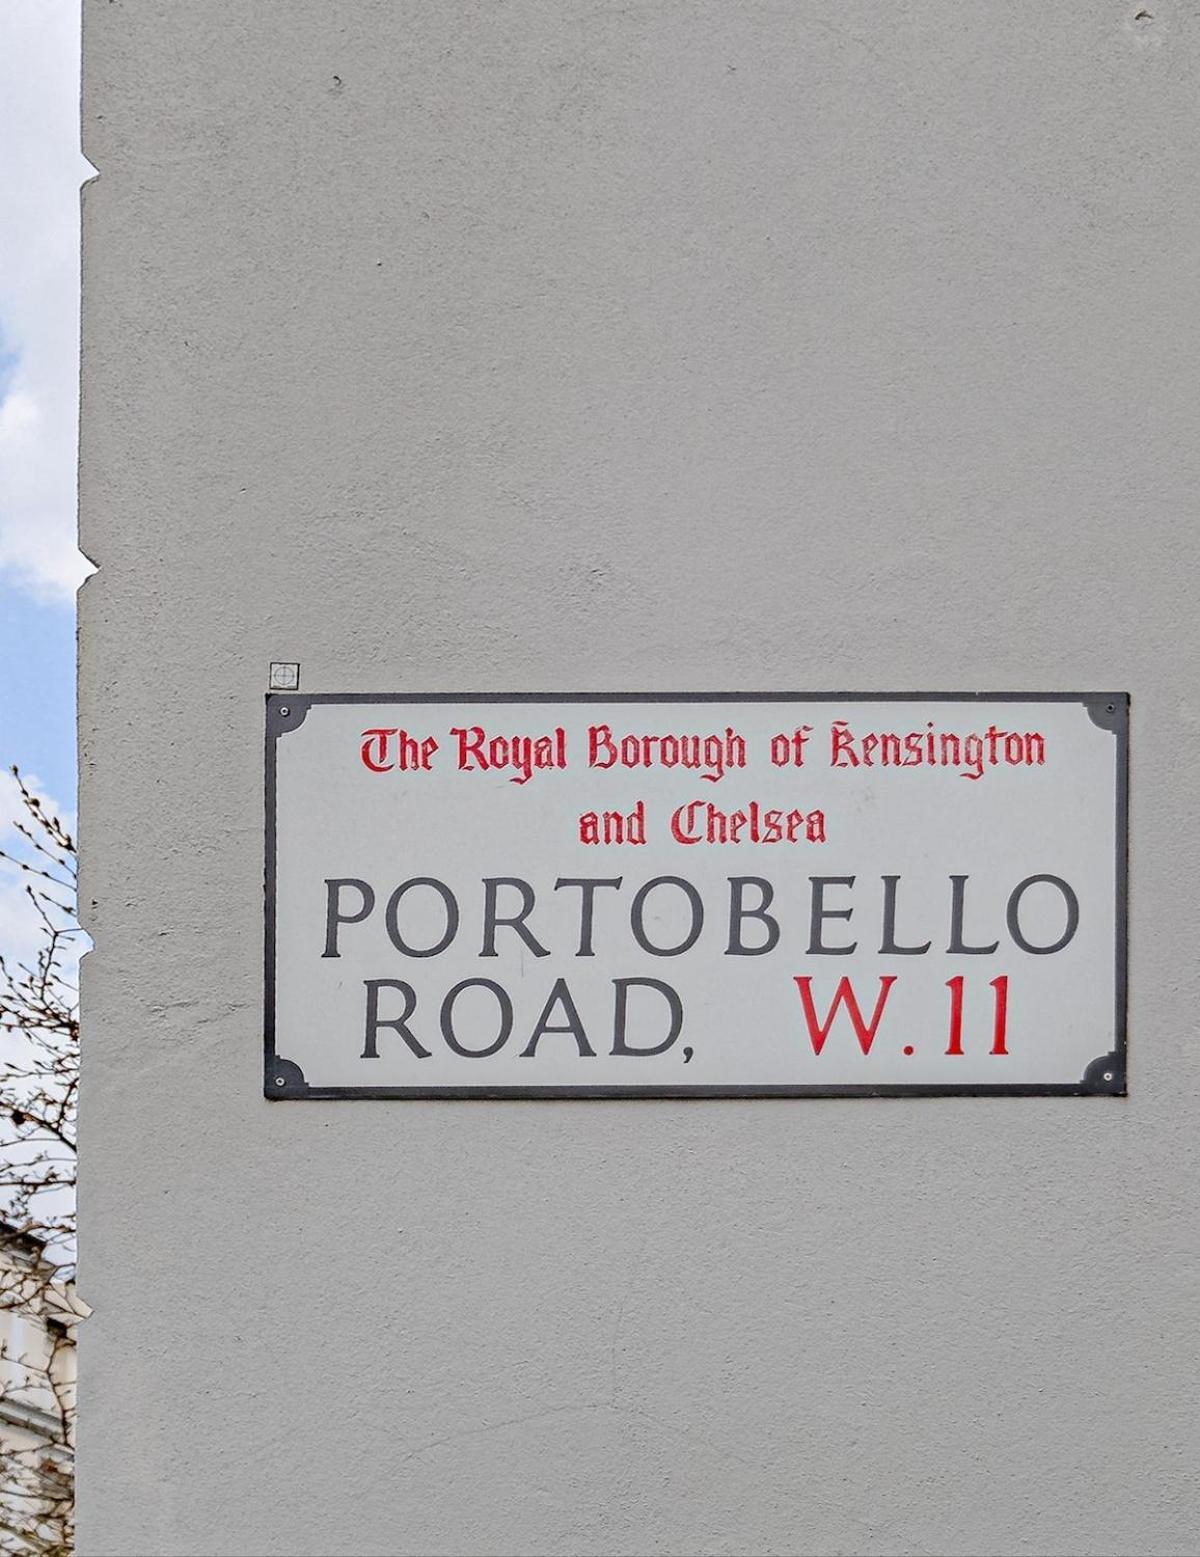 The Royal Borough of Kensington
and Chelsea
PORTOBELLO
ROAD, W.11